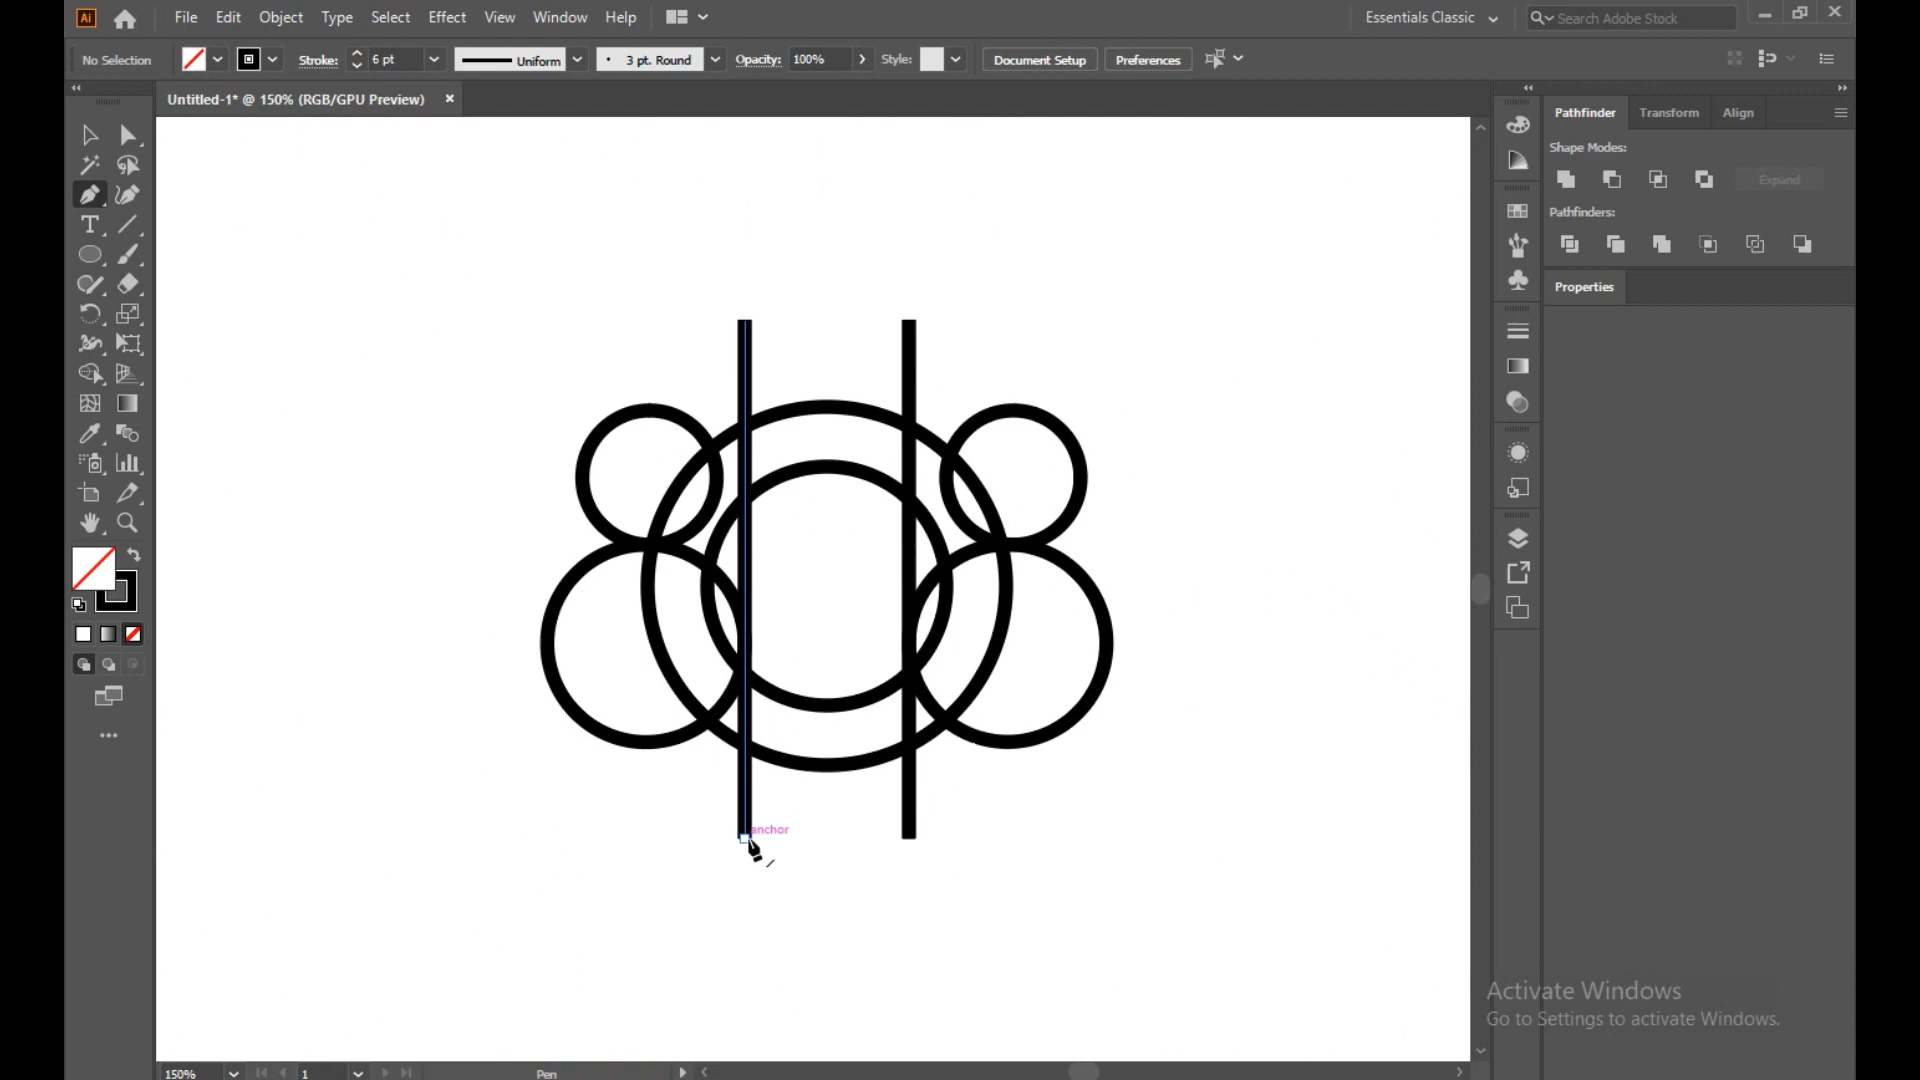 Ai File Edit Object Type Select Effect View Window Help Essentials Classic Search Adobe Stock
No Selection Stroke: 6 pt Uniform 3 pt. Round Opacity: 100% Style: Document Setup Preferences
Untitled-1* @ 150% (RGB/GPU Preview)
Pathfinder Transform Align
Shape Modes:
Expand
Pathfinders:
Properties
anchor
Activate Windows
Go to Settings to activate Windows.
150% 1 Pen